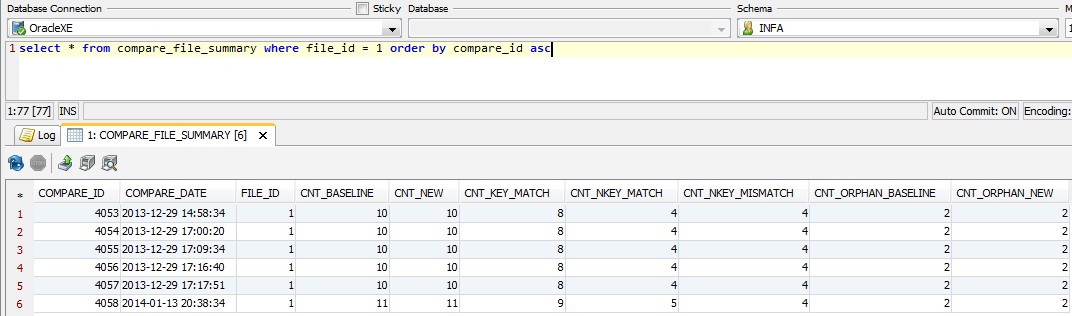 Database Connection Sticky Database Schema M
OracleXE INFA 1
1 select * from compare_file_summary where file_id = 1 order by compare_id asc
1:77 [77] INS Auto Commit: ON Encoding:
Log 1: COMPARE_FILE_SUMMARY [6] X
* COMPARE_ID COMPARE_DATE FILE_ID CNT_BASELINE CNT_NEW CNT_KEY_MATCH CNT_NKEY_MATCH CNT_NKEY_MISMATCH CNT_ORPHAN_BASELINE CNT_ORPHAN_NEW
1 4053 2013-12-29 14:58:34 1 10 10 8 4 4 2 2
2 4054 2013-12-29 17:00:20 1 10 10 8 4 4 2 2
3 4055 2013-12-29 17:09:34 1 10 10 8 4 4 2 2
4 4056 2013-12-29 17:16:40 1 10 10 8 4 4 2 2
5 4057 2013-12-29 17:17:51 1 10 10 8 4 4 2 2
6 4058 2014-01-13 20:38:34 1 11 11 9 5 4 2 2